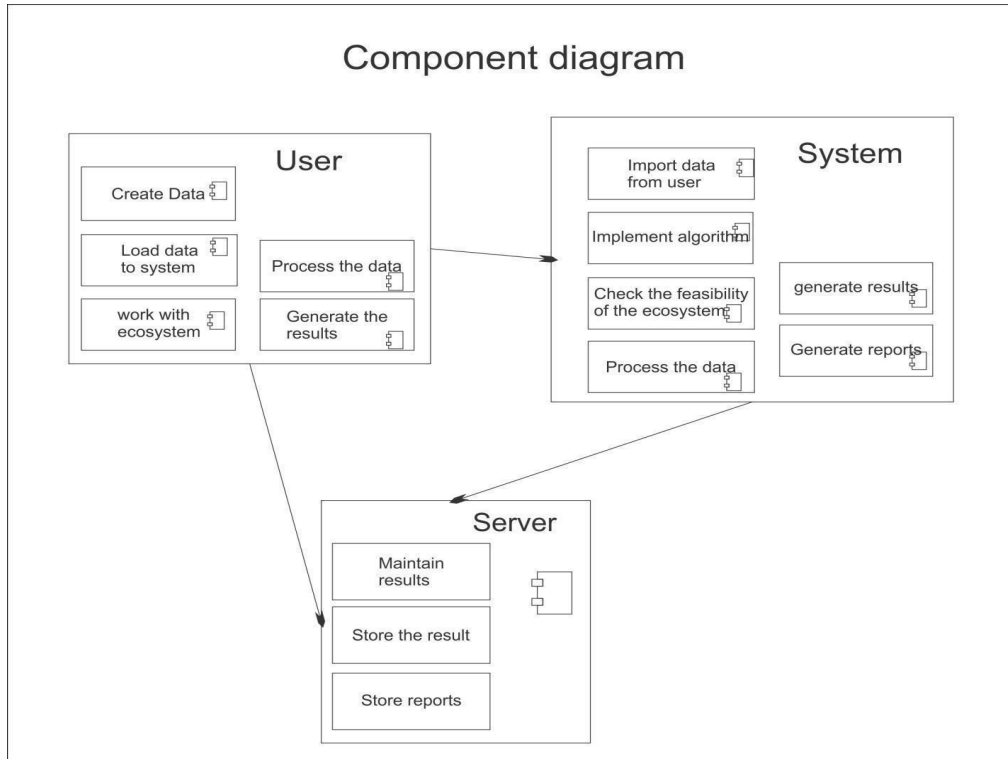 Component diagram
User
Create Data
Load data
to system
work with
ecosystem
Process the data
Generate the
results
System
Import data
from user
Implement algorithm
Check the feasibility
of the ecosystem
Process the data
generate results
Generate reports
Server
Maintain
results
Store the result
Store reports